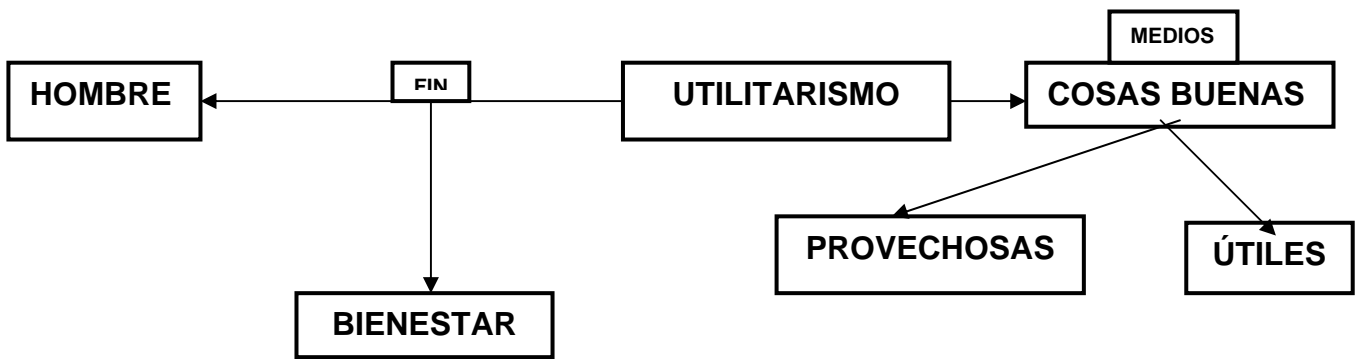 MEDIOS
HOMBRE
FIN
UTILITARISMO
COSAS BUENAS
PROVECHOSAS
ÚTILES
BIENESTAR